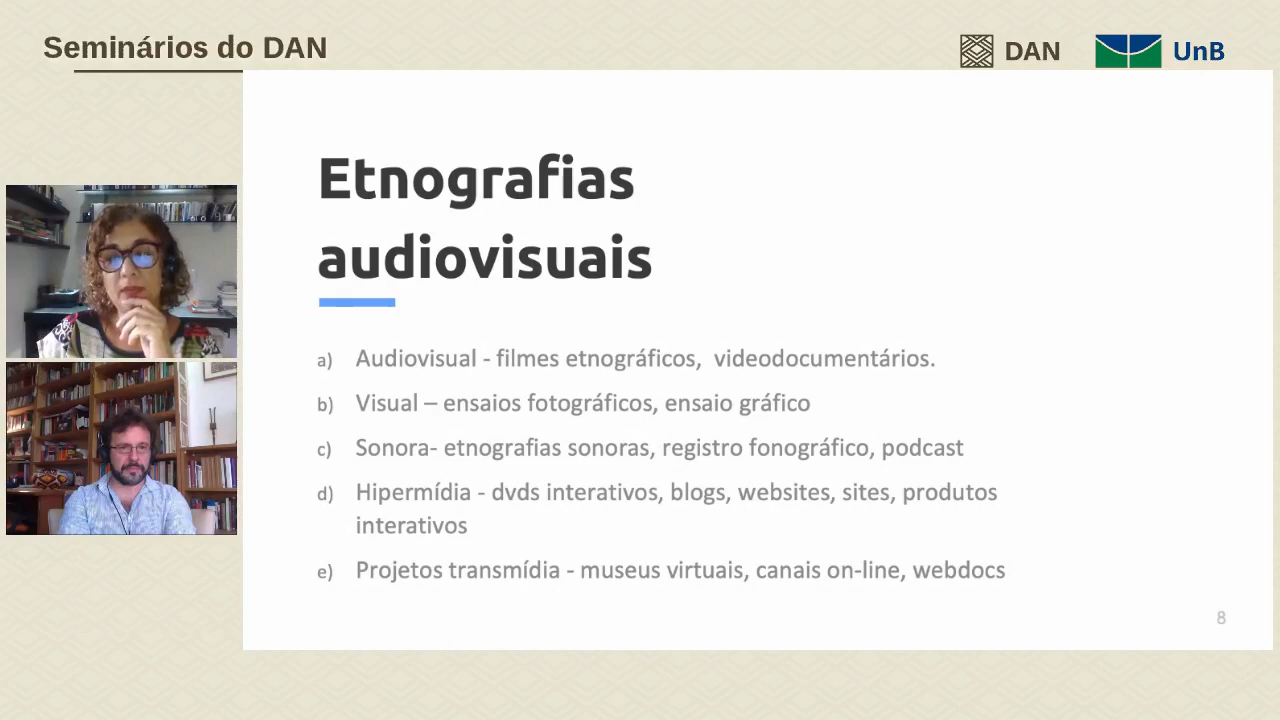 Seminários do DAN
DAN
UnB
Etnografias
audiovisuais
a) Audiovisual - filmes etnográficos, videodocumentários.
b) Visual – ensaios fotográficos, ensaio gráfico
c) Sonora- etnografias sonoras, registro fonográfico, podcast
d) Hipermídia - dvds interativos, blogs, websites, sites, produtos
interativos
e) Projetos transmídia - museus virtuais, canais on-line, webdocs
8